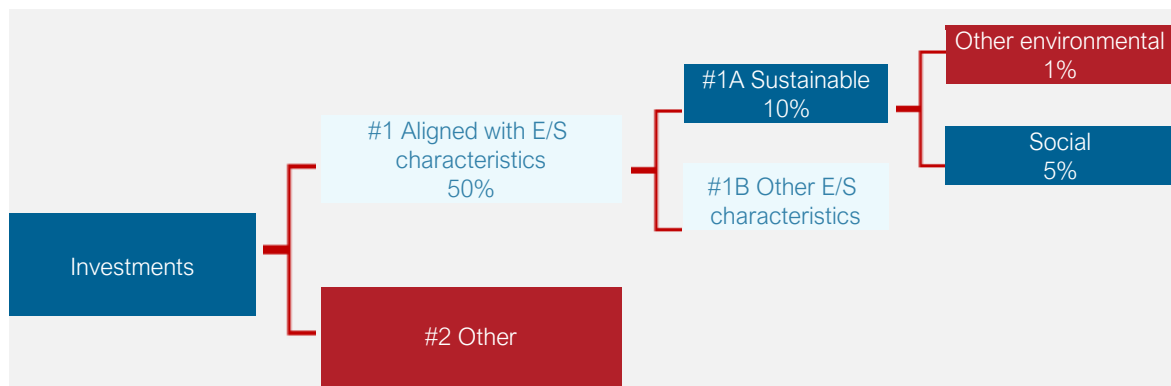 Investments
#1 Aligned with E/S
characteristics
50%
#2 Other
#1A Sustainable
10%
#1B Other E/S
characteristics
Other environmental
1%
Social
5%